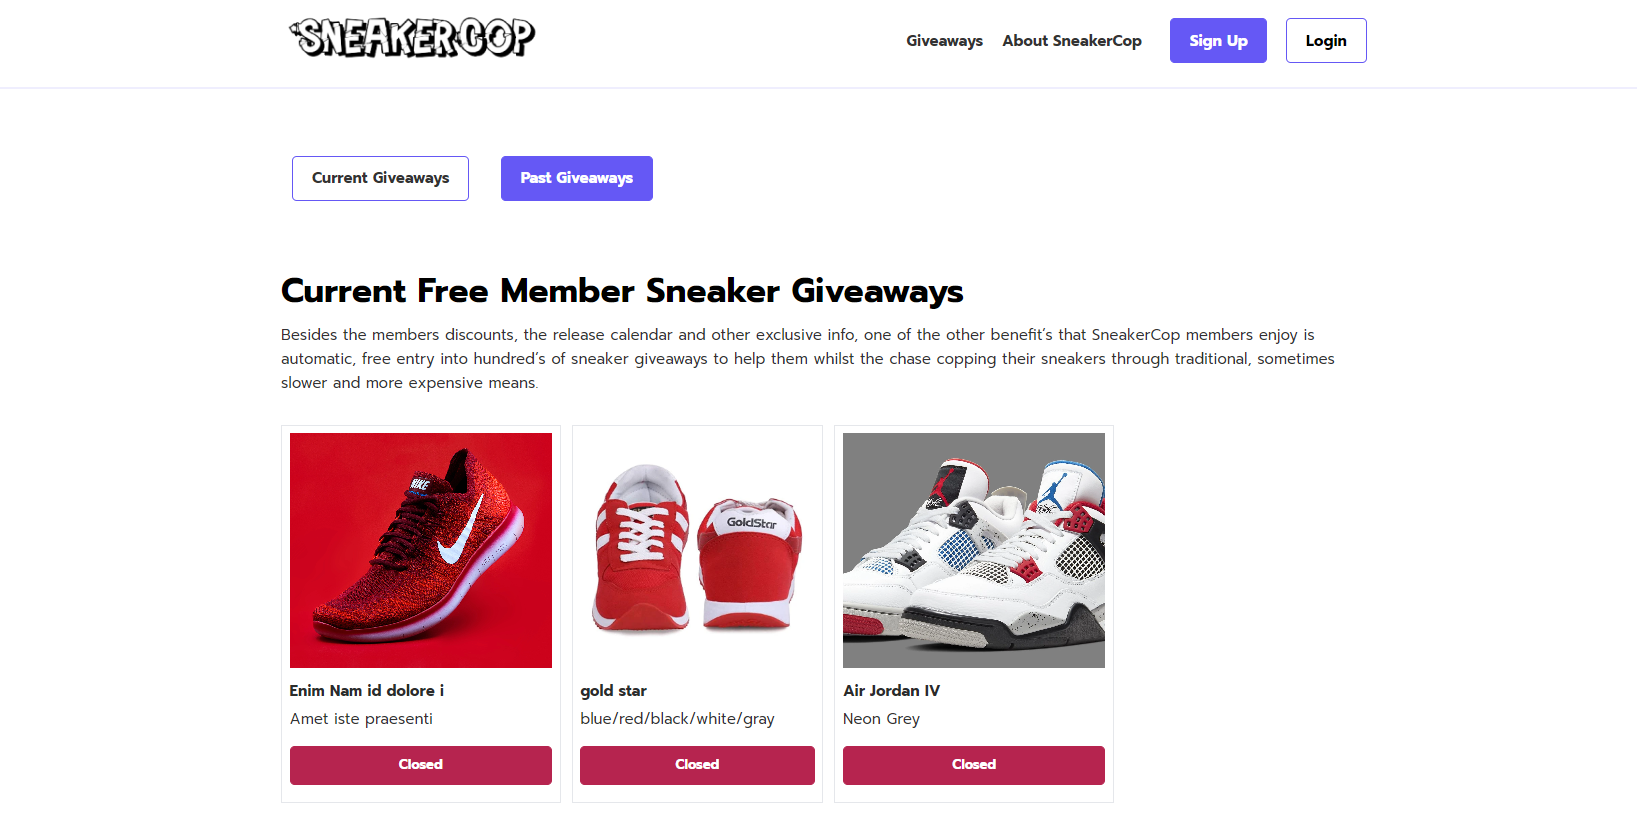 SNEAKERCOP
Giveaways About SneakerCop Sign Up Login
Current Giveaways Past Giveaways
Current Free Member Sneaker Giveaways
Besides the members discounts, the release calendar and other exclusive info, one of the other benefit's that SneakerCop members enjoy is
automatic, free entry into hundred's of sneaker giveaways to help them whilst the chase copping their sneakers through traditional, sometimes
slower and more expensive means.
NIKE
GoldStar
Enim Nam id dolore i
Amet iste praesenti
Closed
gold star
blue/red/black/white/gray
Closed
Air Jordan IV
Neon Grey
Closed